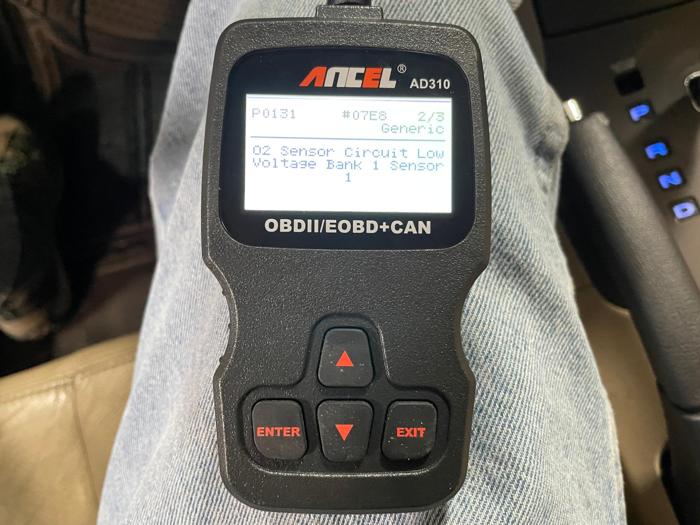 ANCEL®
AD310
P0131 #07E8 2/3
Generic
O2 Sensor Circuit Low
Voltage Bank 1 Sensor
1
OBDII/EOBD+CAN
ENTER
EXIT
P
R
N
D